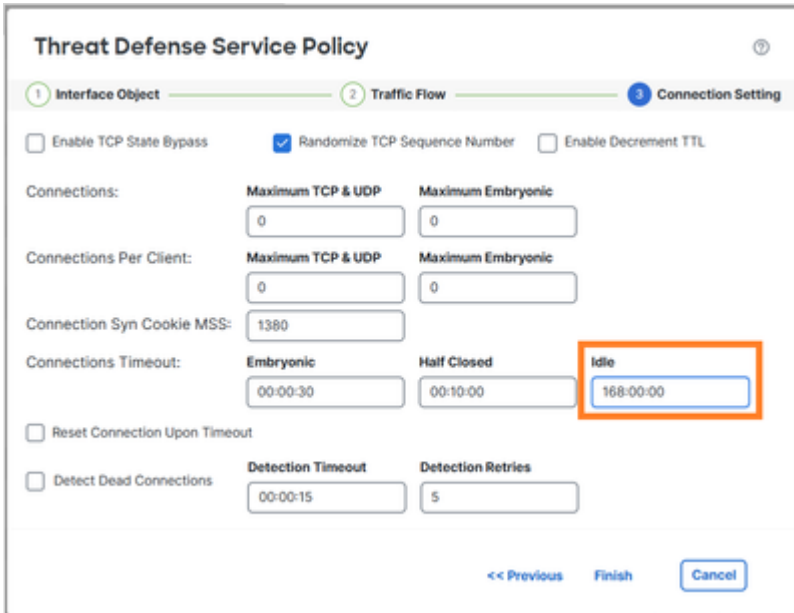 Threat Defense Service Policy
1 Interface Object 2 Traffic Flow 3 Connection Setting
Enable TCP State Bypass Randomize TCP Sequence Number Enable Decrement TTL
Connections: Maximum TCP & UDP Maximum Embryonic
0 0
Connections Per Client: Maximum TCP & UDP Maximum Embryonic
0 0
Connection Syn Cookie MSS: 1380
Connections Timeout: Embryonic Half Closed Idle
00:00:30 00:10:00 168:00:00
Reset Connection Upon Timeout
Detect Dead Connections Detection Timeout Detection Retries
00:00:15 5
<< Previous Finish Cancel